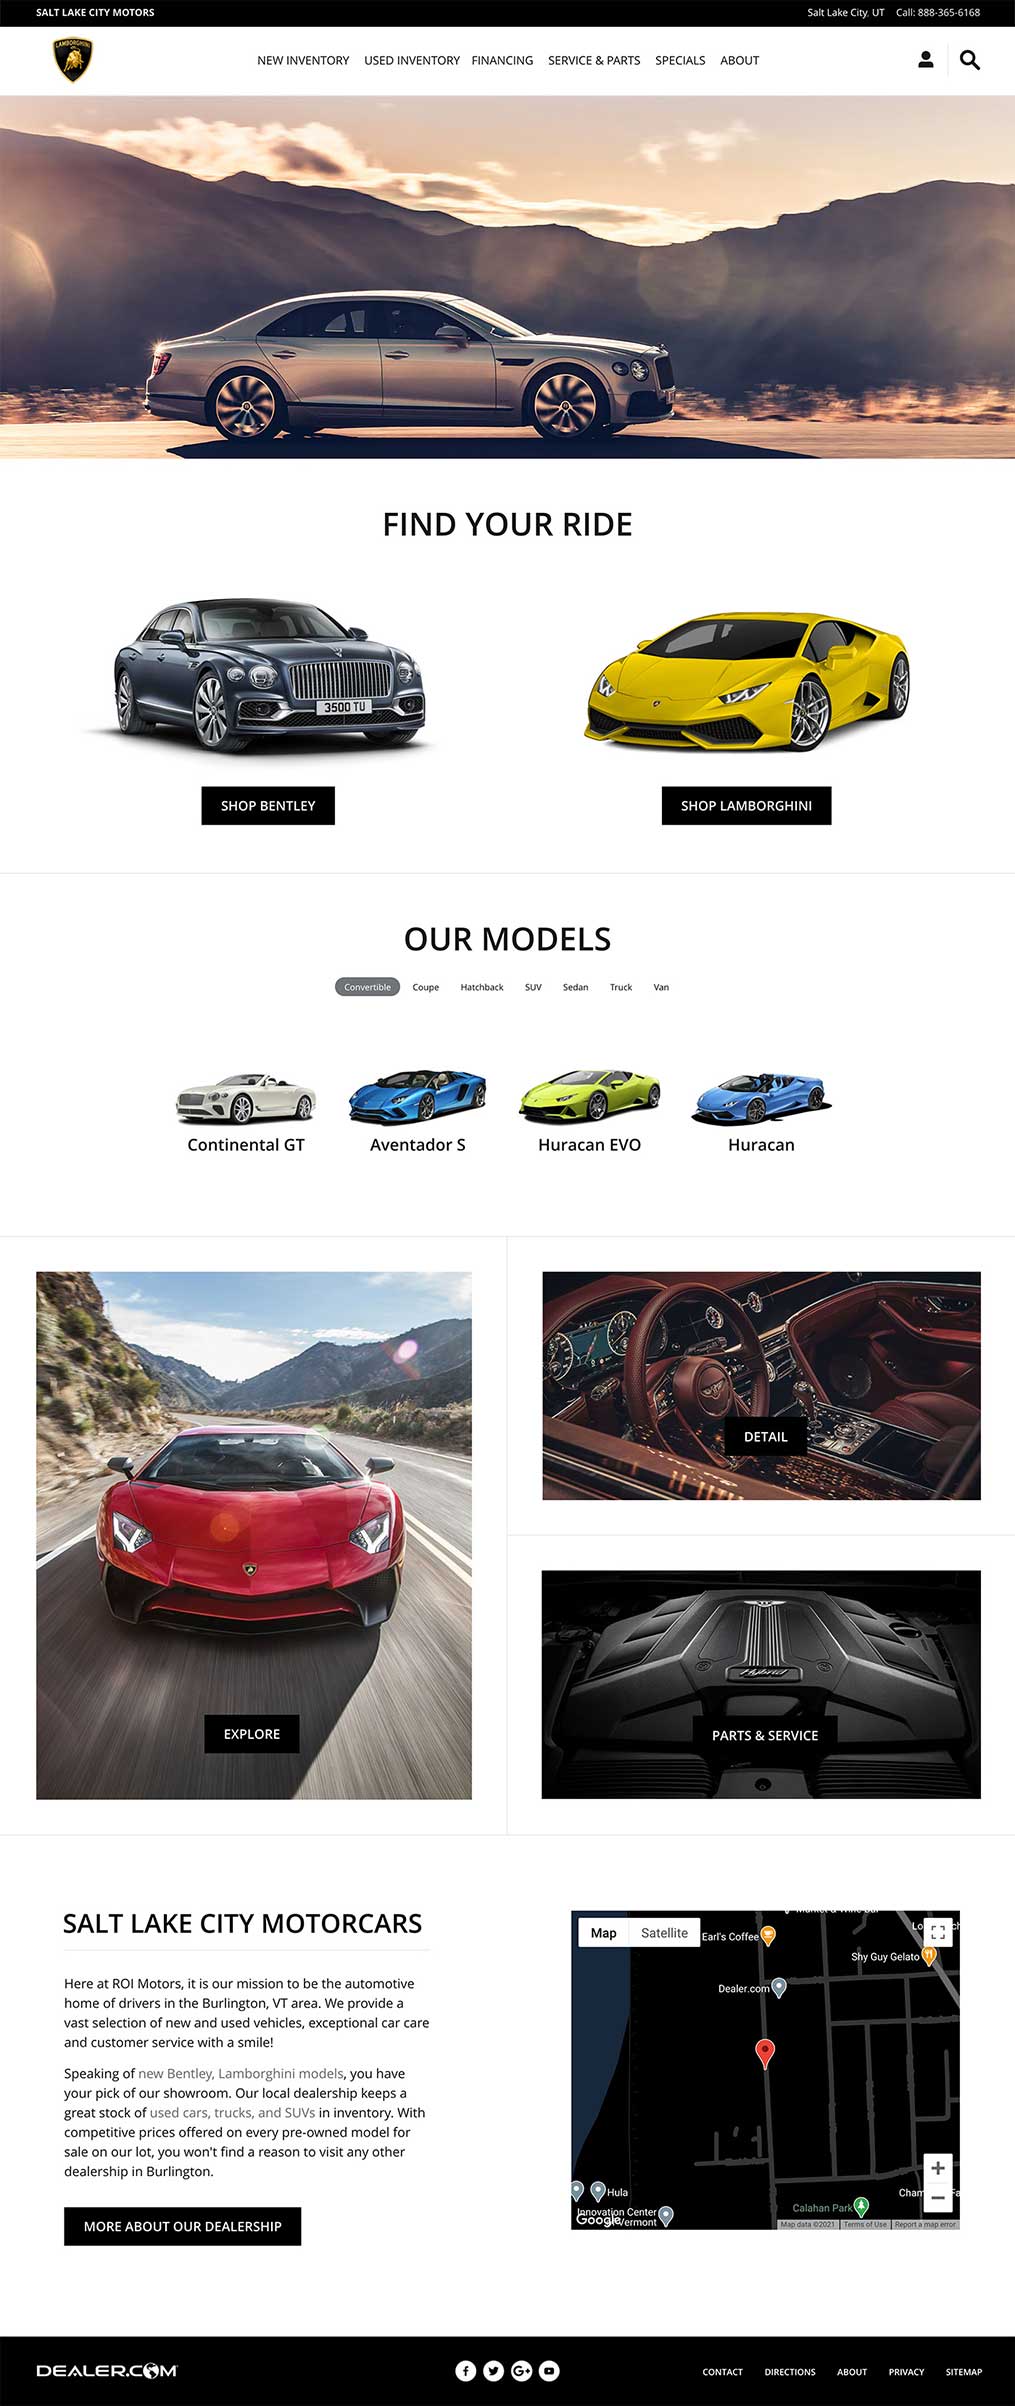 SALT LAKE CITY MOTORS
Salt Lake City, UT Call: 888-365-6168
LAMBORGHINI
NEW INVENTORY USED INVENTORY FINANCING SERVICE & PARTS SPECIALS ABOUT
FIND YOUR RIDE
3500 TU
SHOP BENTLEY
SHOP LAMBORGHINI
OUR MODELS
Convertible Coupe Hatchback SUV Sedan Truck Van
Continental GT
Aventador S
Huracan EVO
Huracan
EXPLORE
DETAIL
Hybrid
PARTS & SERVICE
SALT LAKE CITY MOTORCARS
Here at ROI Motors, it is our mission to be the automotive
home of drivers in the Burlington, VT area. We provide a
vast selection of new and used vehicles, exceptional car care
and customer service with a smile!
Speaking of new Bentley, Lamborghini models, you have
your pick of our showroom. Our local dealership keeps a
great stock of used cars, trucks, and SUVs in inventory. With
competitive prices offered on every pre-owned model for
sale on our lot, you won't find a reason to visit any other
dealership in Burlington.
MORE ABOUT OUR DEALERSHIP
Map Satellite
Earl's Coffee
Shy Guy Gelato
Dealer.com
Hula
Innovation Center
Vermont
Calahan Park
Google
Map data ©2021 Terms of Use Report a map error
DEALER.COM
CONTACT DIRECTIONS ABOUT PRIVACY SITEMAP